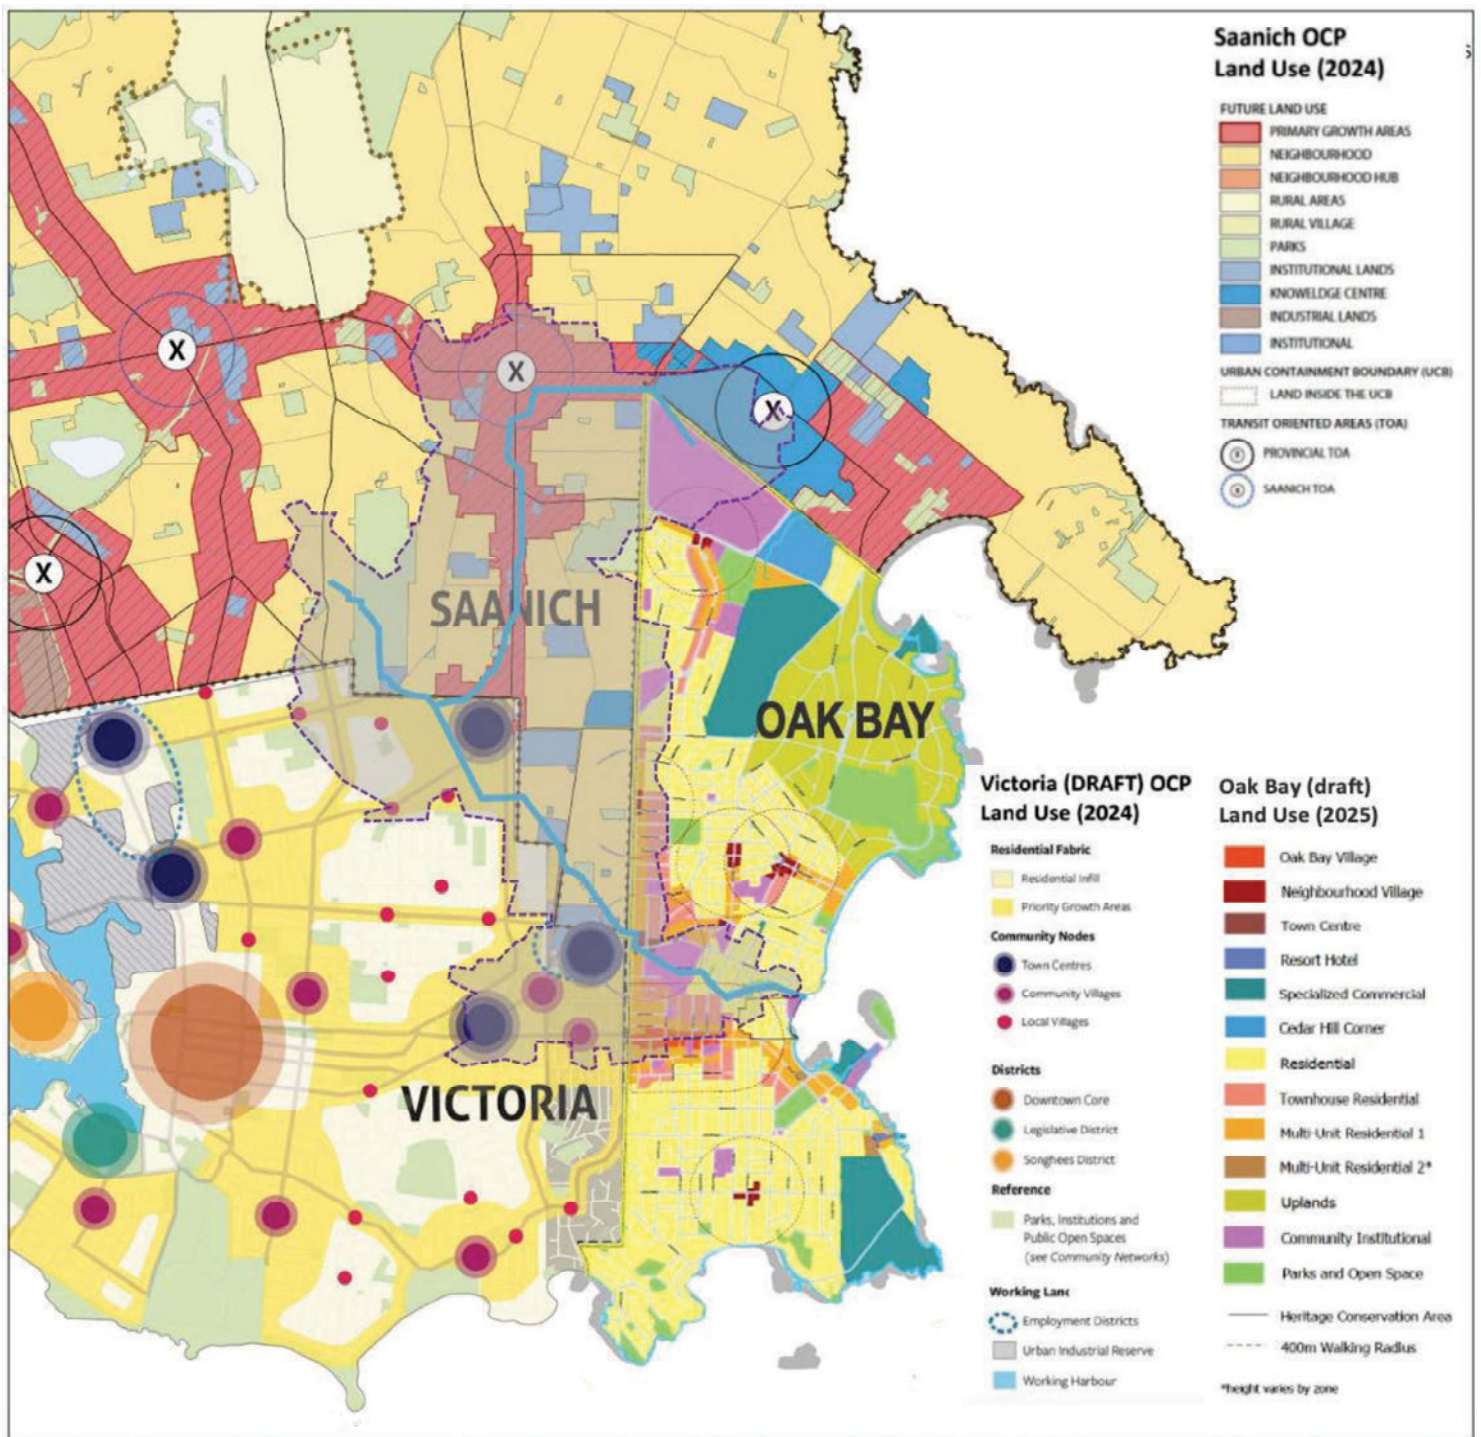 Saanich OCP
Land Use (2024)
s
FUTURE LAND USE
PRIMARY GROWTH AREAS
NEIGHBOURHOOD
NEIGHBOURHOOD HUB
RURAL AREAS
RURAL VILLAGE
PARKS
INSTITUTIONAL LANDS
KNOWELDGE CENTRE
INDUSTRIAL LANDS
INSTITUTIONAL
URBAN CONTAINMENT BOUNDARY (UCB)
LAND INSIDE THE UCB
TRANSIT ORIENTED AREAS (TOA)
X PROVINCIAL TOA
X SAANICH TOA
X
X
X
X
SAANICH
OAK BAY
VICTORIA
Victoria (DRAFT) OCP
Land Use (2024)
Residential Fabric
Residential Infill
Priority Growth Areas
Community Nodes
Town Centres
Community Villages
Local Villages
Districts
Downtown Core
Legislative District
Songhees District
Reference
Parks, Institutions and
Public Open Spaces
(see Community Networks)
Working Lanc
Employment Districts
Urban Industrial Reserve
Working Harbour
Oak Bay (draft)
Land Use (2025)
Oak Bay Village
Neighbourhood Village
Town Centre
Resort Hotel
Specialized Commercial
Cedar Hill Corner
Residential
Townhouse Residential
Multi-Unit Residential 1
Multi-Unit Residential 2*
Uplands
Community Institutional
Parks and Open Space
Heritage Conservation Area
400m Walking Radius
*height varies by zone